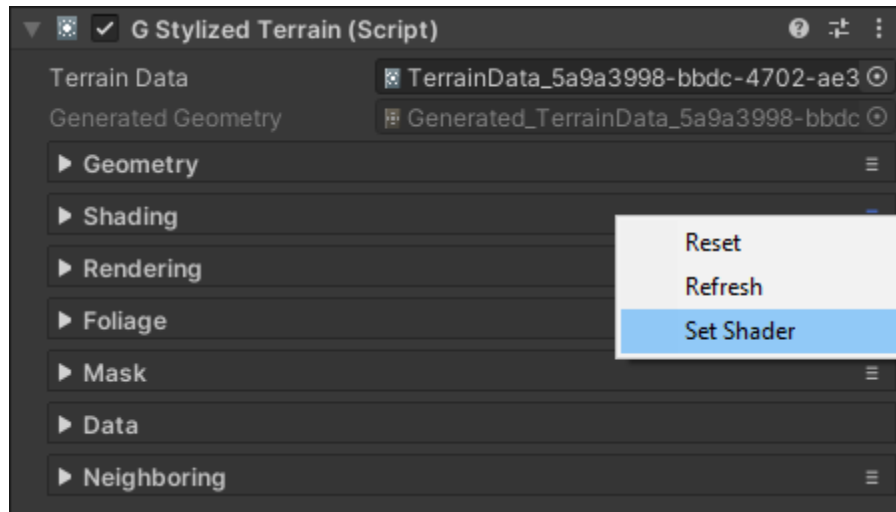 G Stylized Terrain (Script)
Terrain Data TerrainData_5a9a3998-bbdc-4702-ae3
Generated Geometry Generated_TerrainData_5a9a3998-bbdc
Geometry
Shading
Reset
Rendering
Refresh
Foliage
Set Shader
Mask
Data
Neighboring